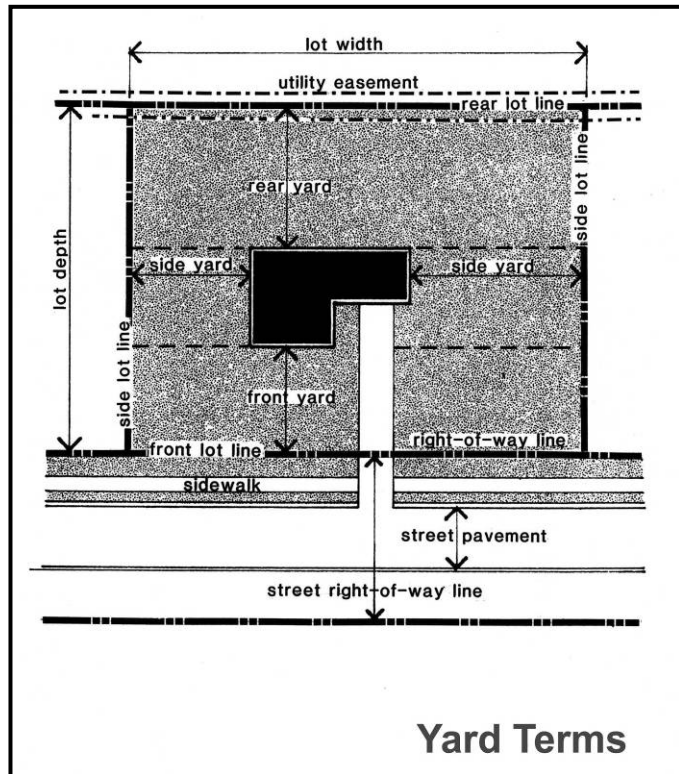 lot width
utility easement
rear lot line
rear yard
side lot line
lot depth
side yard
side yard
side lot line
front yard
front lot line
right-of-way line
sidewalk
street pavement
street right-of-way line
Yard Terms